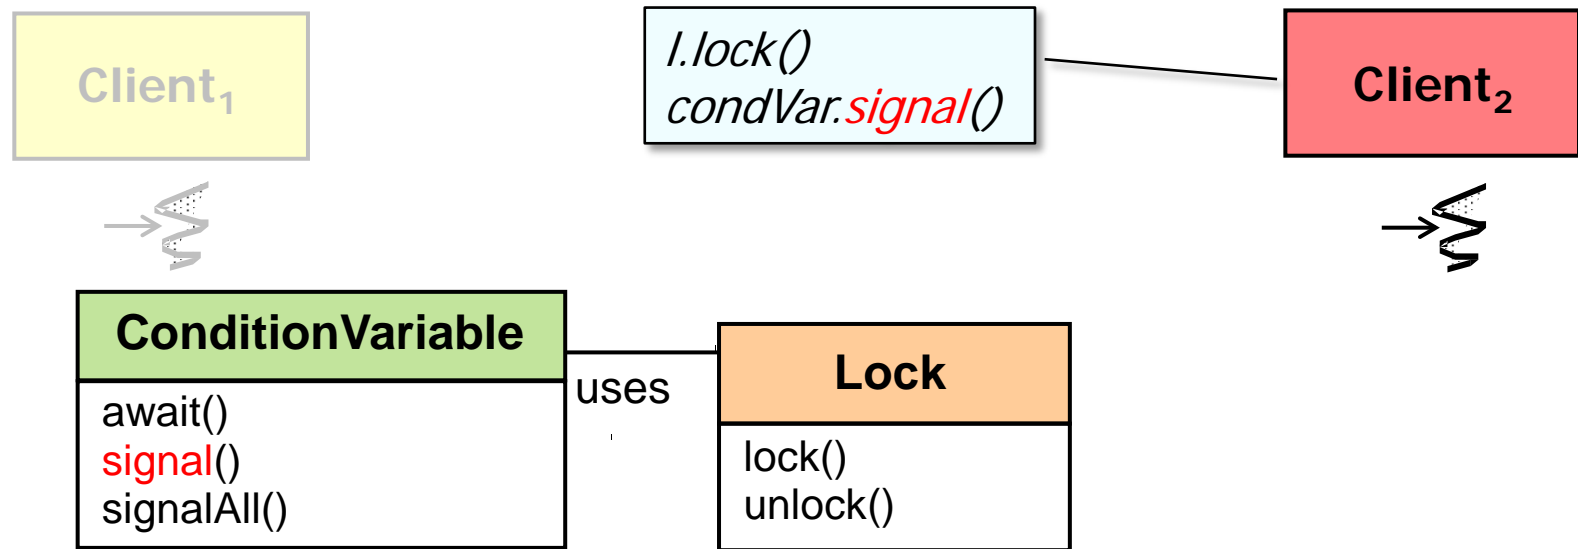 Client₁
l.lock()
condVar.signal()
Client₂
ConditionVariable
await()
signal()
signalAll()
uses
Lock
lock()
unlock()